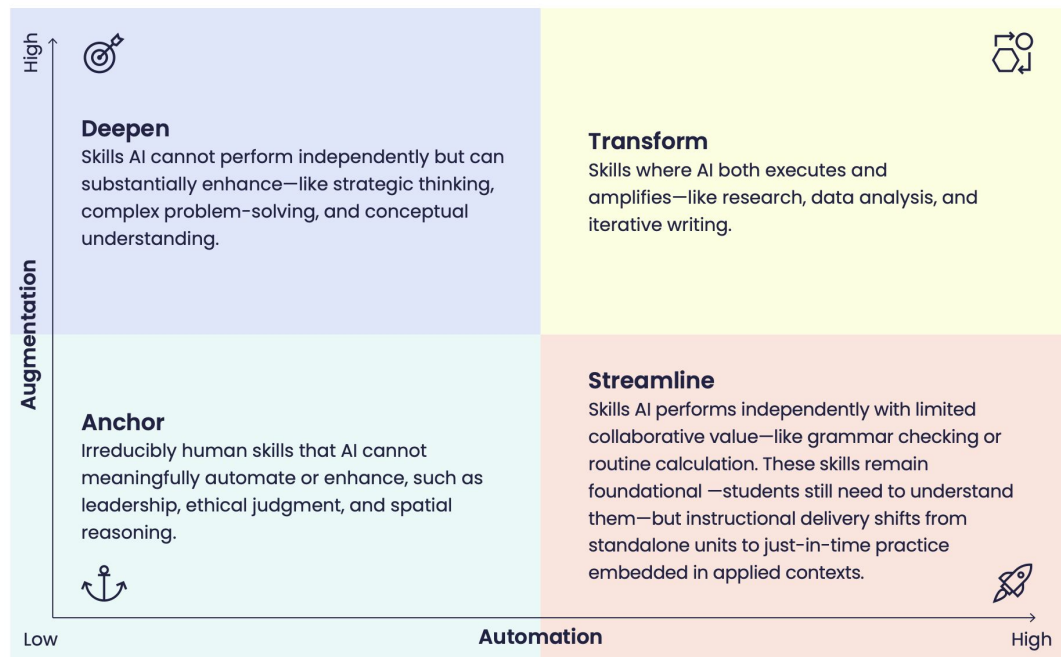 High
Deepen
Skills AI cannot perform independently but can
substantially enhance—like strategic thinking,
complex problem-solving, and conceptual
understanding.
Transform
Skills where AI both executes and
amplifies—like research, data analysis, and
iterative writing.
Augmentation
Anchor
Irreducibly human skills that AI cannot
meaningfully automate or enhance, such as
leadership, ethical judgment, and spatial
reasoning.
Streamline
Skills AI performs independently with limited
collaborative value—like grammar checking or
routine calculation. These skills remain
foundational —students still need to understand
them—but instructional delivery shifts from
standalone units to just-in-time practice
embedded in applied contexts.
Low
Automation
High